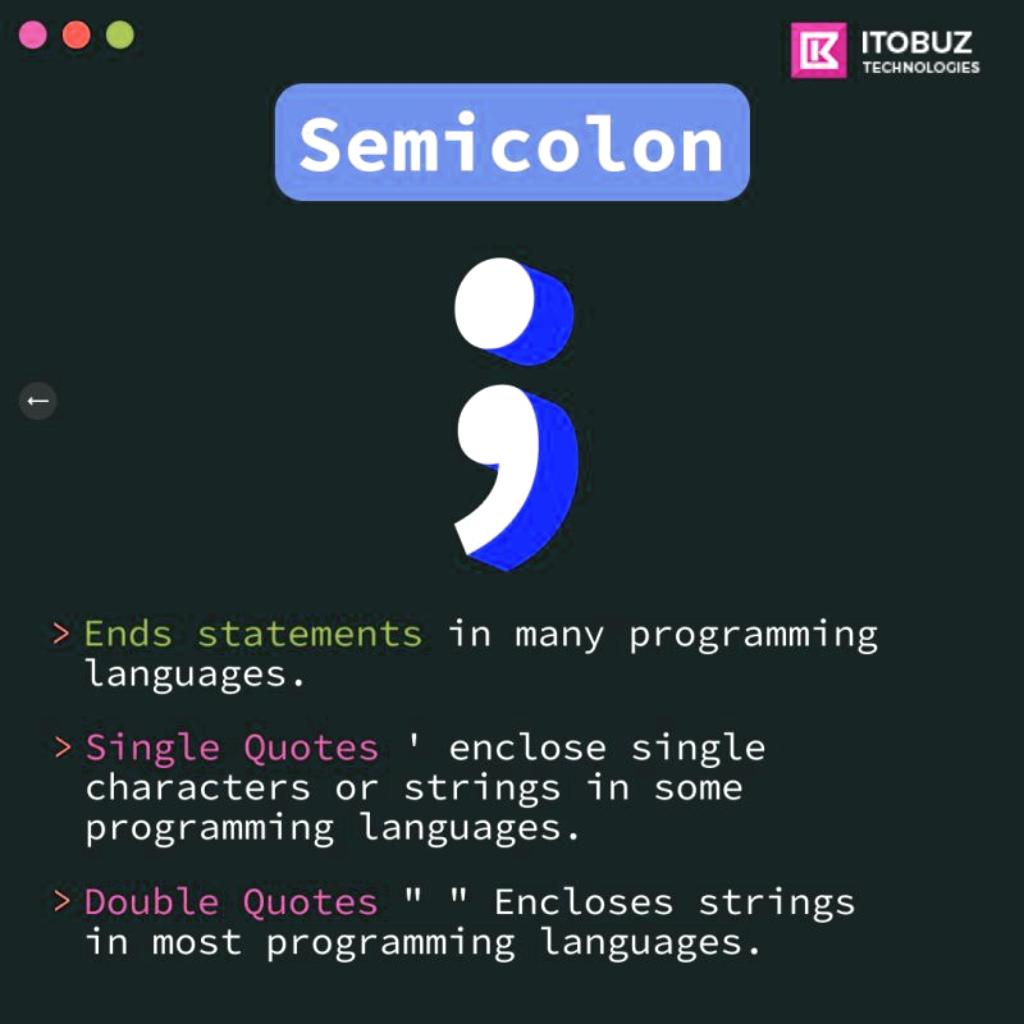 ITOBUZ
TECHNOLOGIES
Semicolon
;
←
> Ends statements in many programming
languages.
> Single Quotes ' enclose single
characters or strings in some
programming languages.
> Double Quotes " " Encloses strings
in most programming languages.